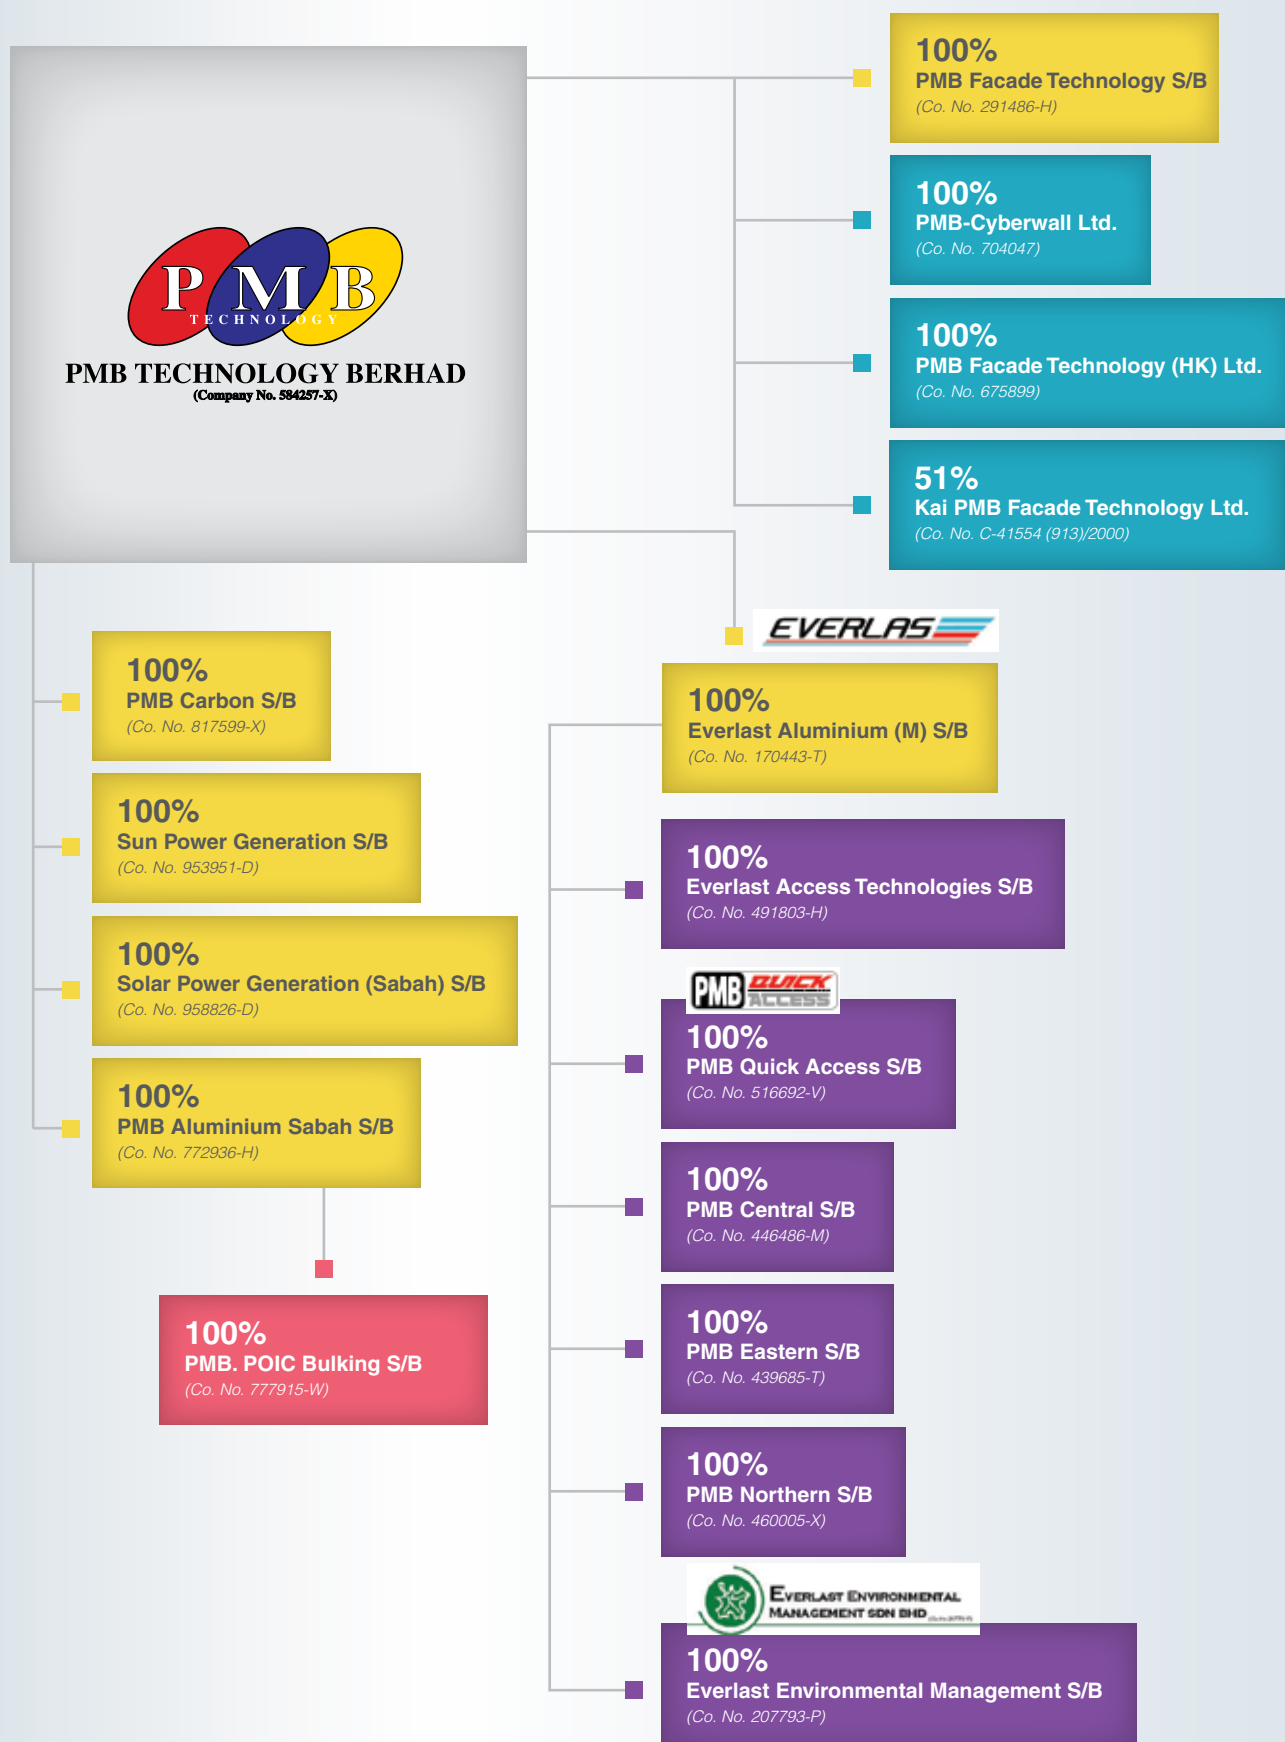 100%
PMB Facade Technology S/B
(Co. No. 291486-H)
100%
PMB-Cyberwall Ltd.
(Co. No. 704047)
100%
PMB Facade Technology (HK) Ltd.
(Co. No. 675899)
51%
Kai PMB Facade Technology Ltd.
(Co. No. C-41554 (913)/2000)
PMB
TECHNOLOGY
PMB TECHNOLOGY BERHAD
(Company No. 584257-X)
100%
PMB Carbon S/B
(Co. No. 817599-X)
100%
Sun Power Generation S/B
(Co. No. 953951-D)
100%
Solar Power Generation (Sabah) S/B
(Co. No. 958826-D)
100%
PMB Aluminium Sabah S/B
(Co. No. 772936-H)
100%
PMB. POIC Bulking S/B
(Co. No. 777915-W)
EVERLAS
100%
Everlast Aluminium (M) S/B
(Co. No. 170443-T)
100%
Everlast Access Technologies S/B
(Co. No. 491803-H)
PMB QUICK
ACCESS
100%
PMB Quick Access S/B
(Co. No. 516692-V)
100%
PMB Central S/B
(Co. No. 446486-M)
100%
PMB Eastern S/B
(Co. No. 439685-T)
100%
PMB Northern S/B
(Co. No. 460005-X)
EVERLAST ENVIRONMENTAL
MANAGEMENT SDN BHD
100%
Everlast Environmental Management S/B
(Co. No. 207793-P)